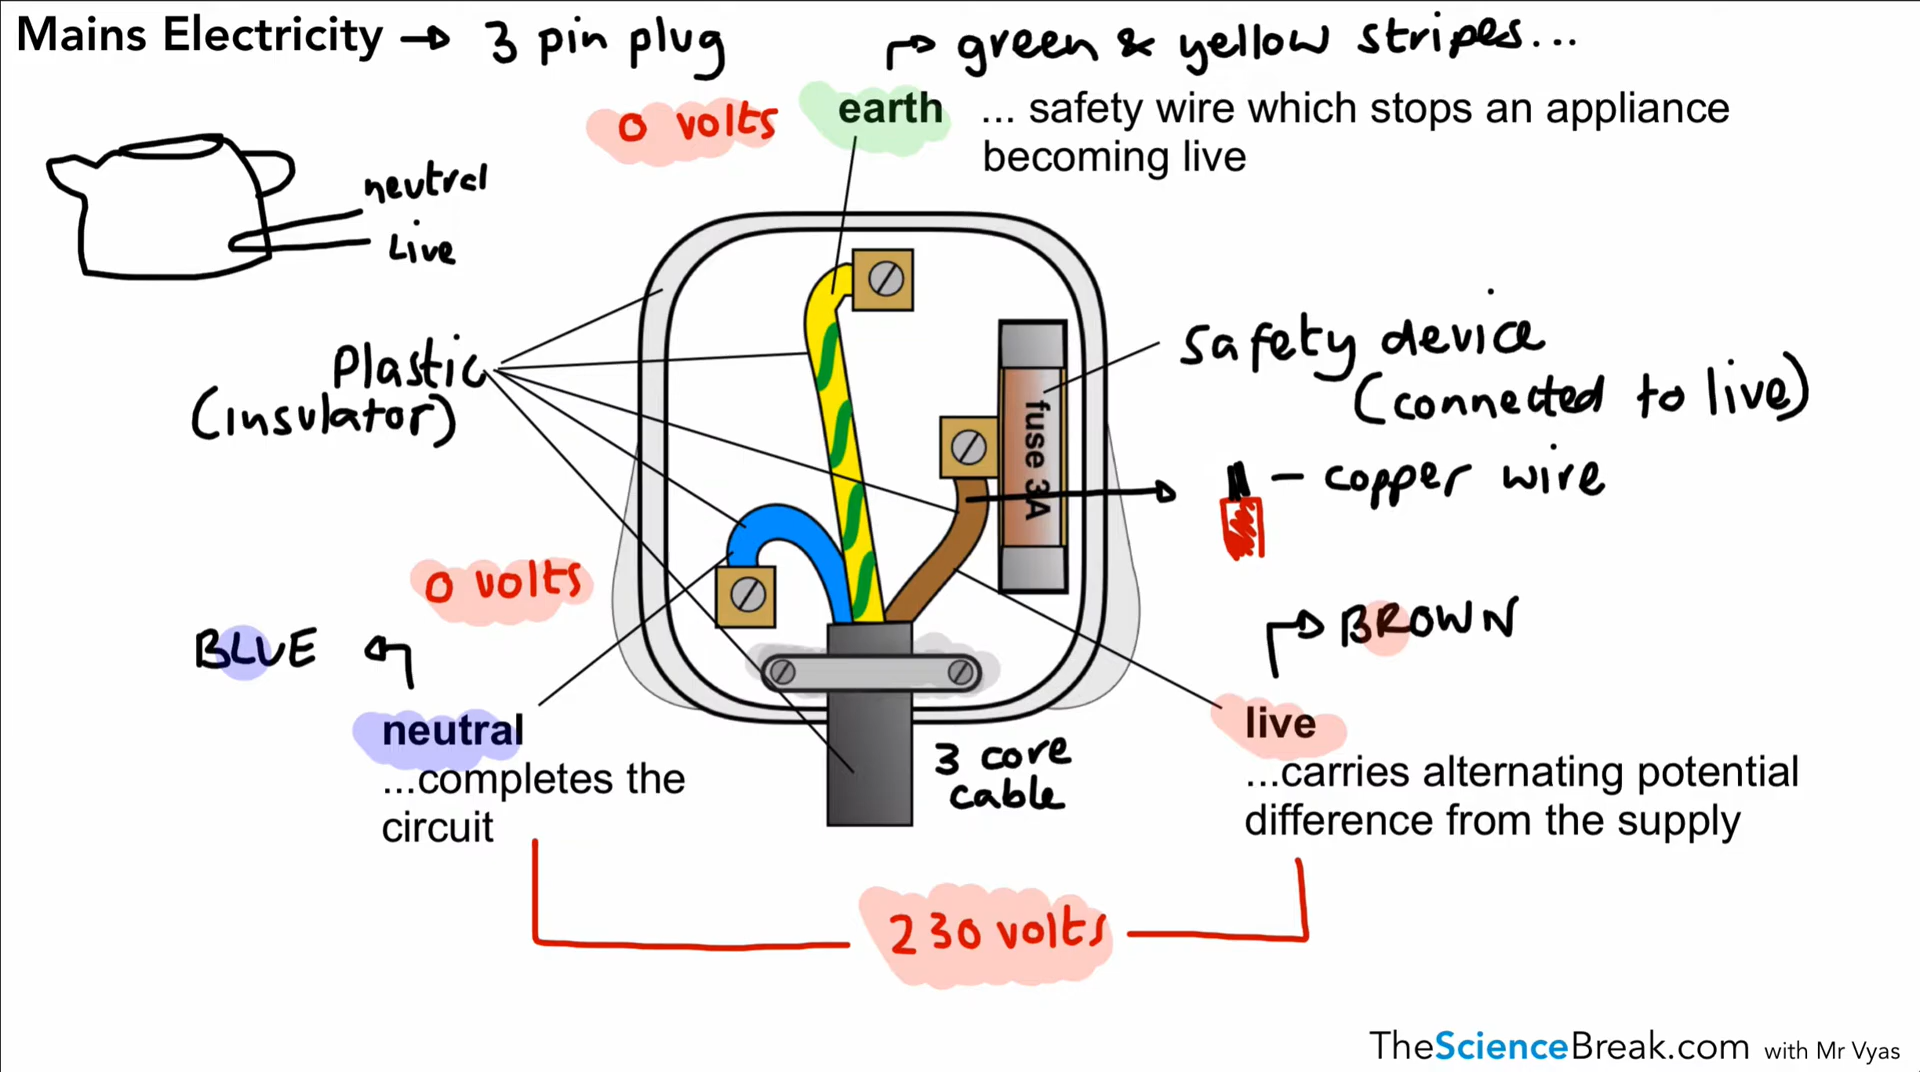 Mains Electricity → 3 pin plug
green & yellow stripes...
0 volts
earth
... safety wire which stops an appliance
becoming live
neutral
Live
Plastic
(insulator)
safety device
(connected to live)
fuse 3A
copper wire
0 volts
BLUE
BROWN
neutral
...completes the
circuit
3 core
cable
live
...carries alternating potential
difference from the supply
230 volts
TheScienceBreak.com with Mr Vyas